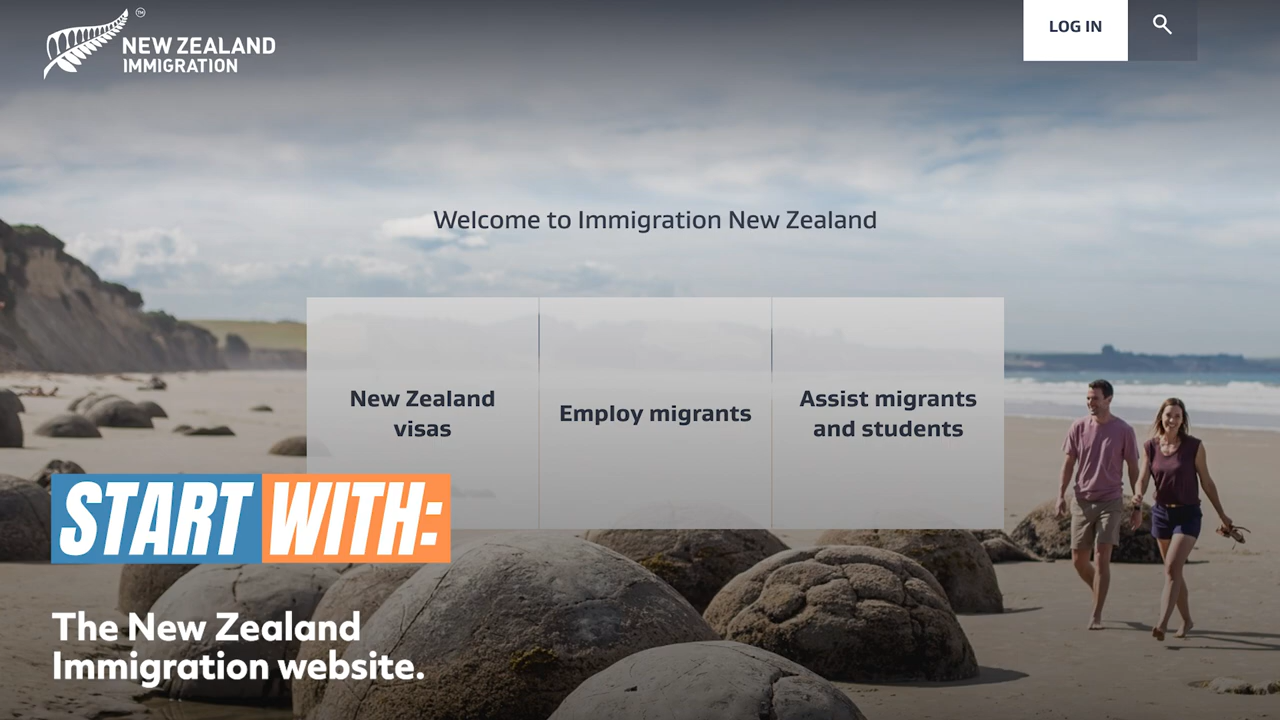 TM
NEW ZEALAND
IMMIGRATION
LOG IN
Welcome to Immigration New Zealand
New Zealand
visas
Employ migrants
Assist migrants
and students
START WITH:
The New Zealand
Immigration website.